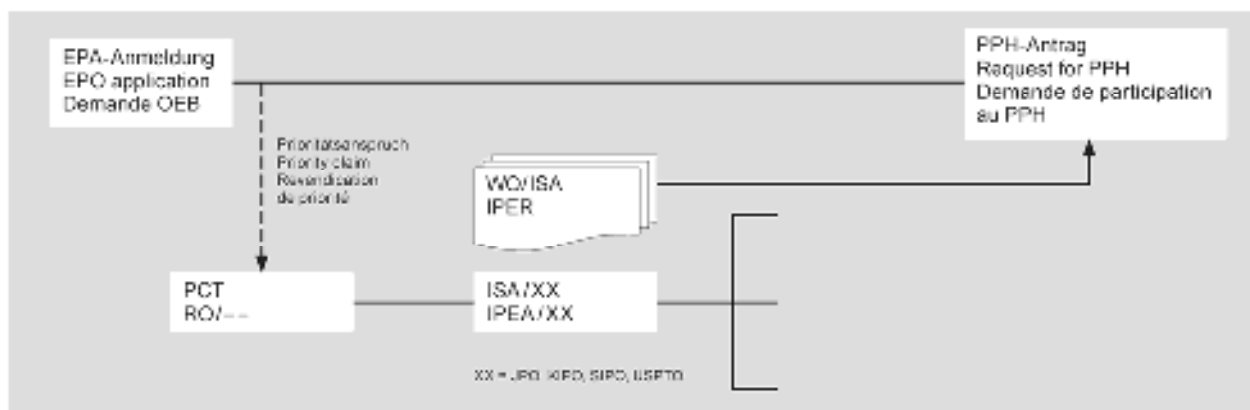 EPA-Anmeldung
EPO application
Demande OEB
PPH-Antrag
Request for PPH
Demande de participation
au PPH
Prioritätsanspruch
Priority claim
Revendication
de priorité
WO/ISA
IPER
PCT
RO/--
ISA/XX
IPEA/XX
XX = JPO, KIPO, SIPO, USPTO